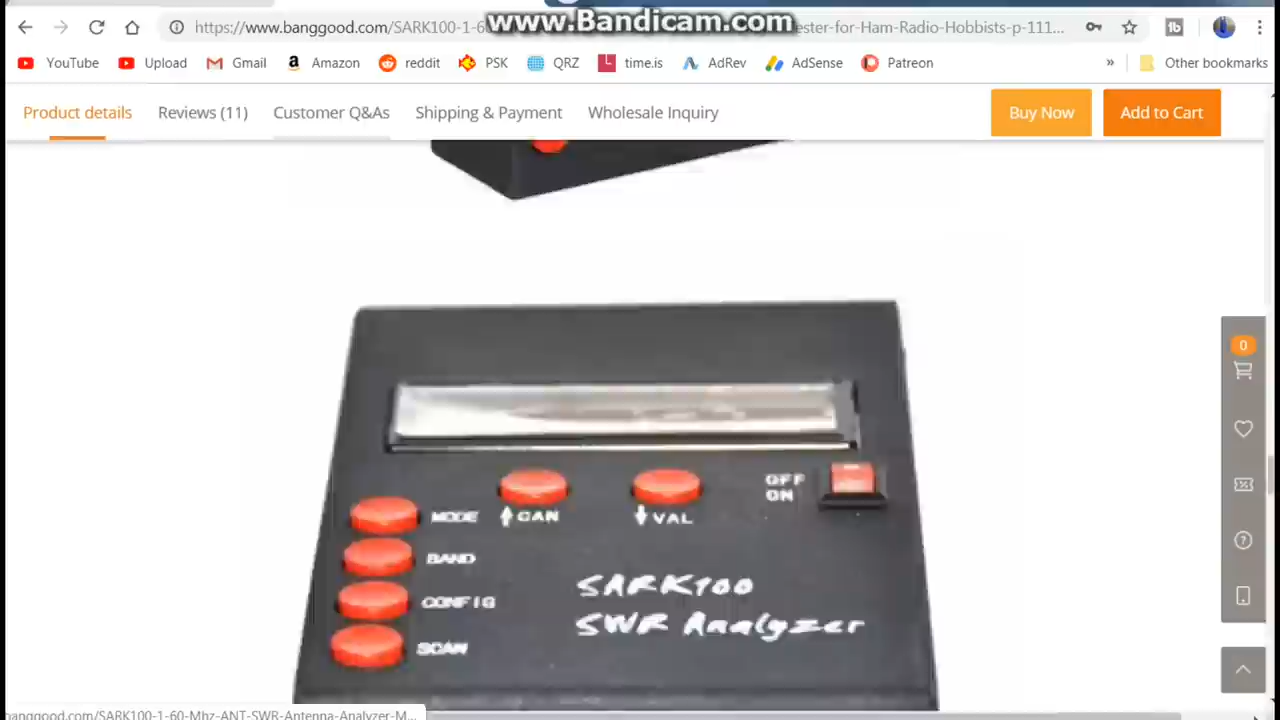 www.Bandicam.com
https://www.banggood.com/SARK100-1-60 ester-for-Ham-Radio-Hobbists-p-111...
YouTube Upload Gmail Amazon reddit PSK QRZ time.is AdRev AdSense Patreon » Other bookmarks
Product details Reviews (11) Customer Q&As Shipping & Payment Wholesale Inquiry Buy Now Add to Cart
0
OFF
ON
MODE CAN VAL
BAND
CONFIG
SCAN
SARK100
SWR Analyzer
banggood.com/SARK100-1-60-Mhz-ANT-SWR-Antenna-Analyzer-M...